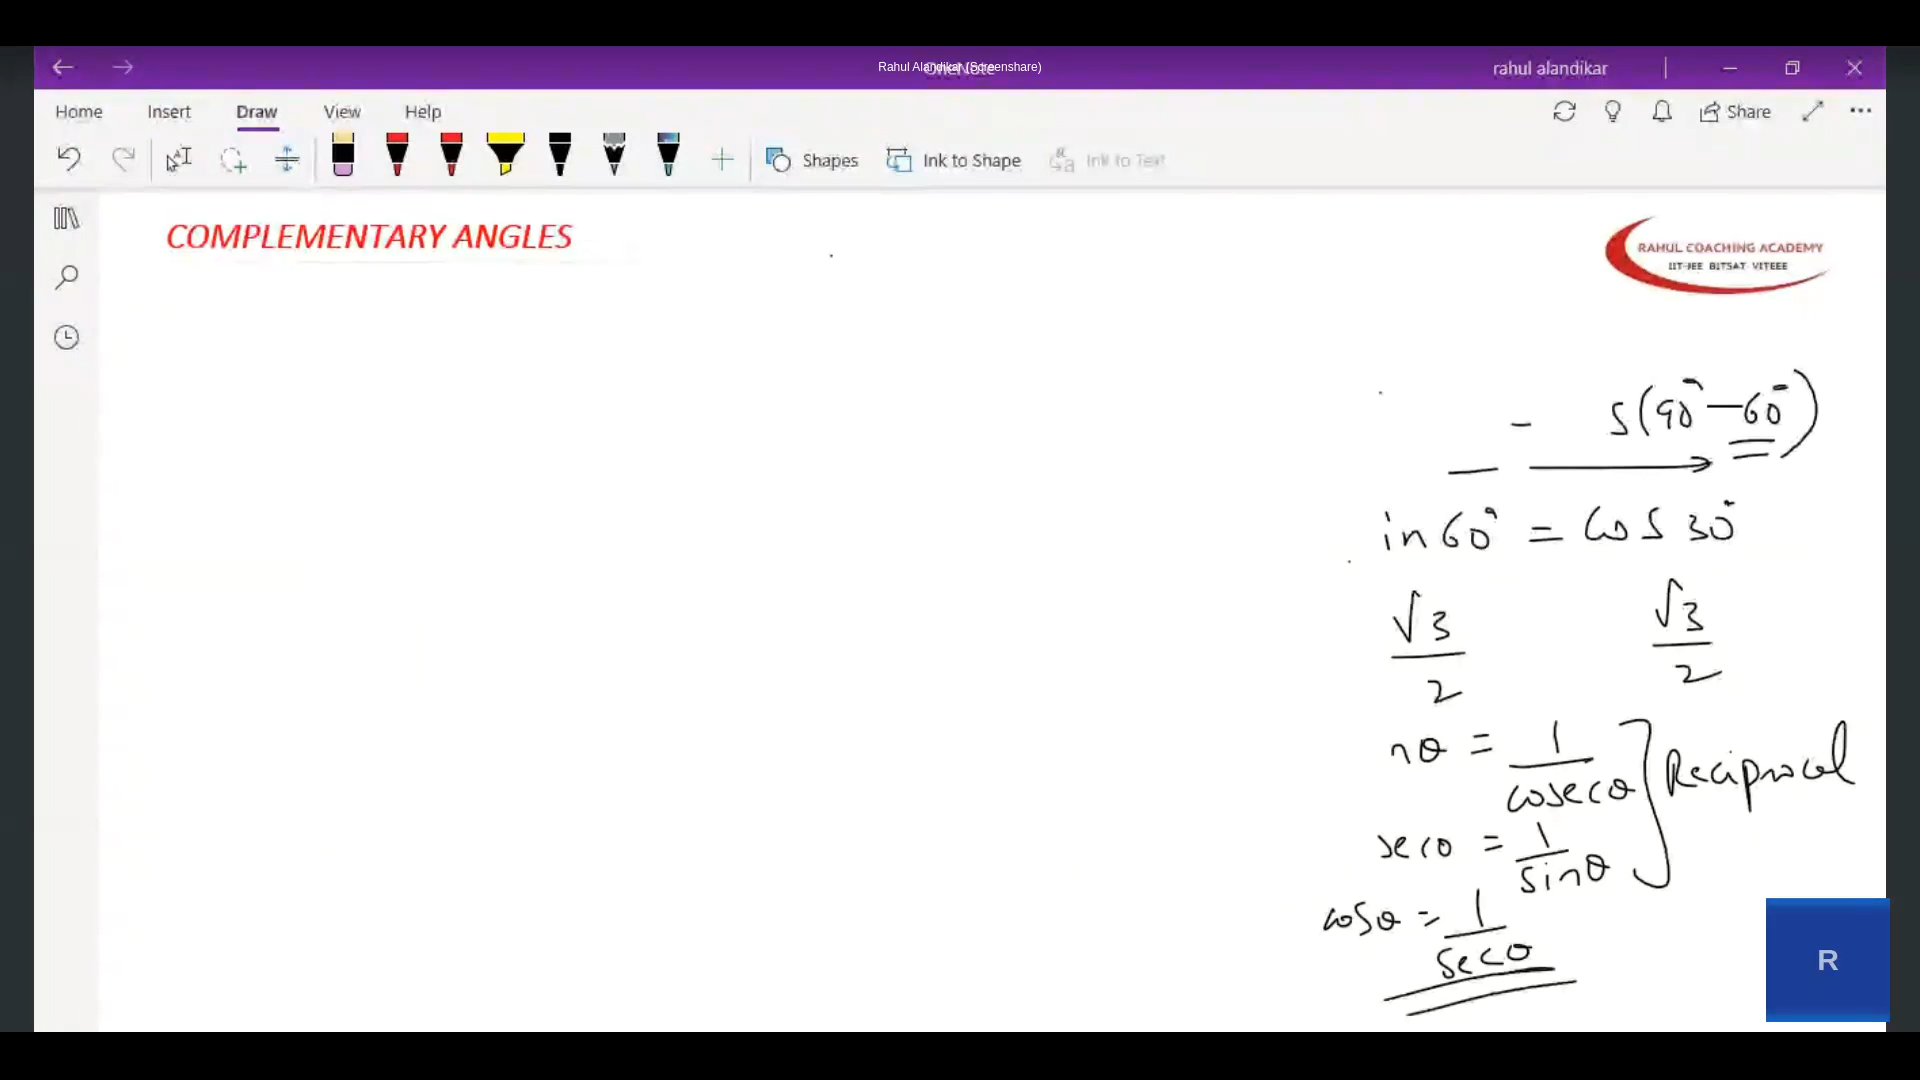 Rahul Alandikar (Screenshare)
OneNote
rahul alandikar
Home Insert Draw View Help
Share
Shapes Ink to Shape Ink to Text
COMPLEMENTARY ANGLES
RAHUL COACHING ACADEMY
IIT-JEE BITSAT VITEEE
s(90° — 60°)
in 60° = cos 30°
√3/2 √3/2
nθ = 1/cosecθ Reciprocal
secθ = 1/sinθ
cosθ = 1/secθ
R